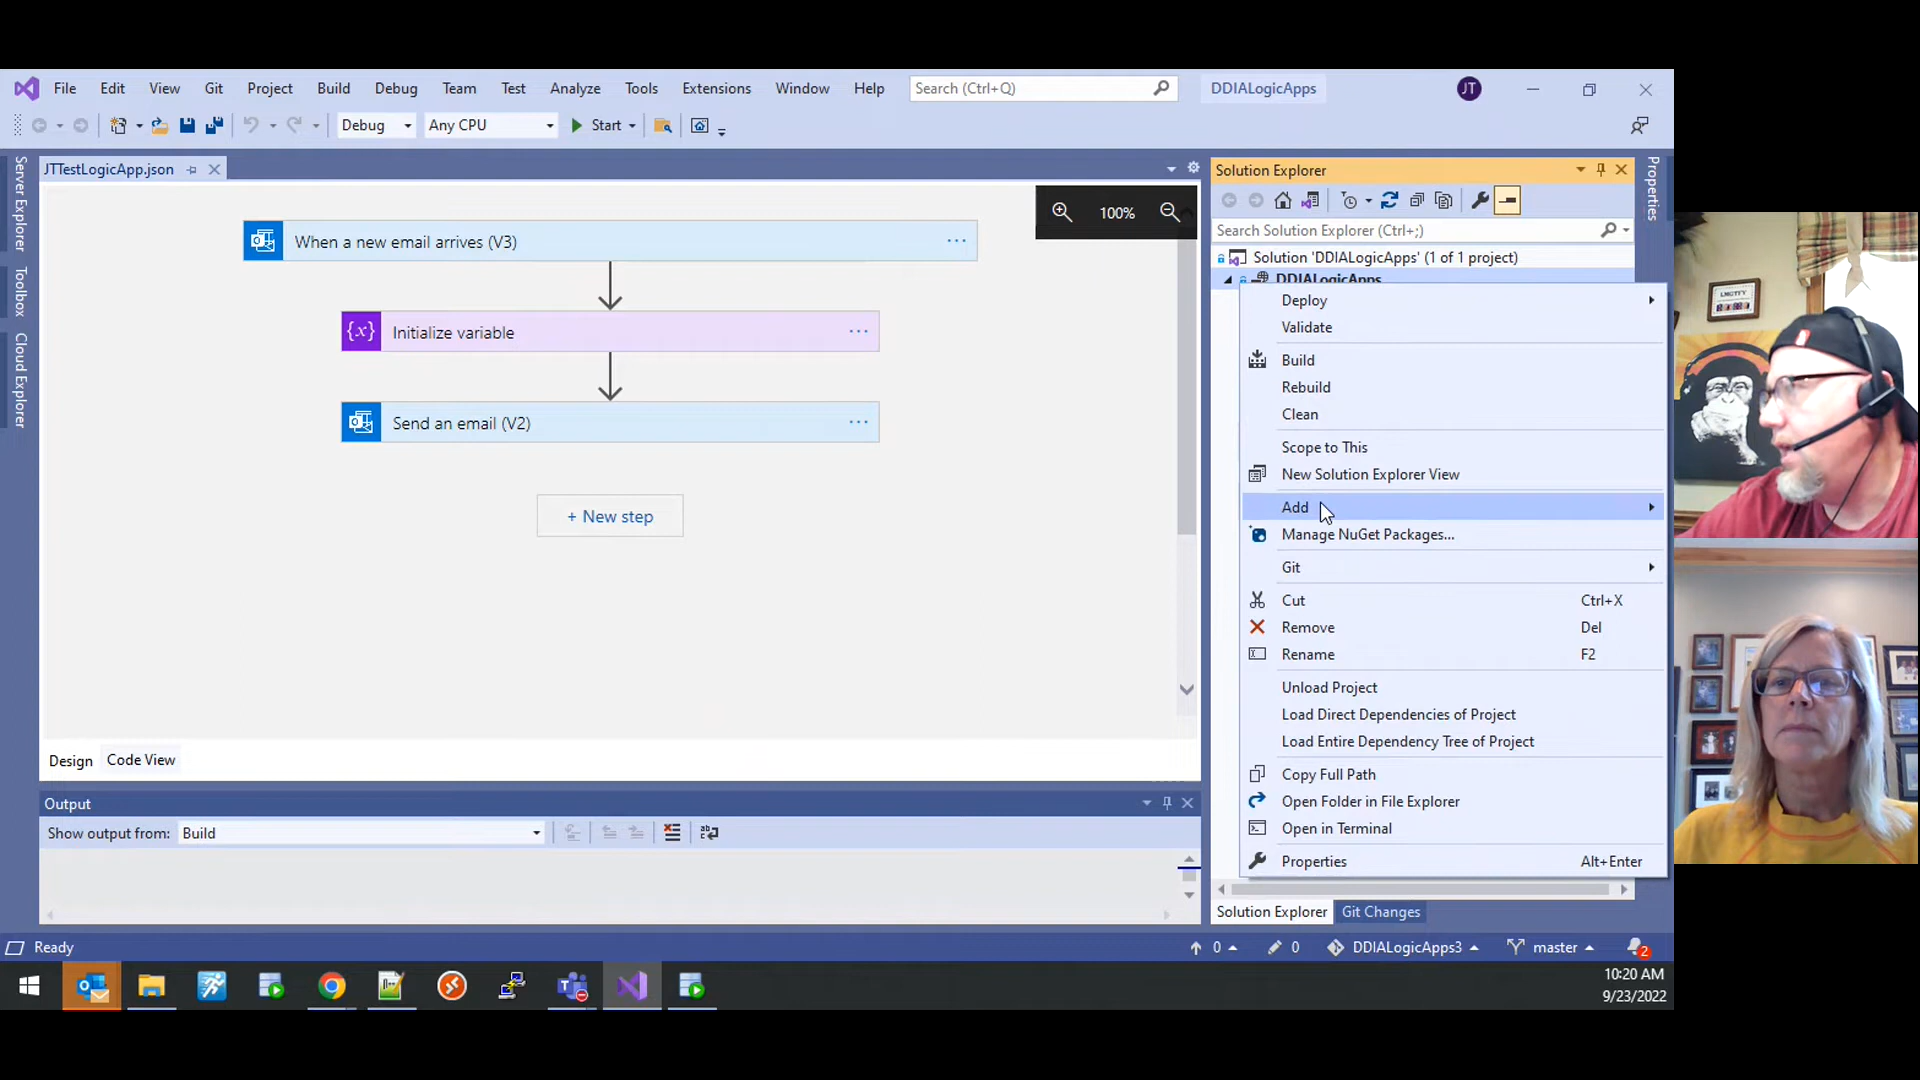 File Edit View Git Project Build Debug Team Test Analyze Tools Extensions Window Help Search (Ctrl+Q) DDIALogicApps JT
Debug Any CPU Start
Server Explorer
Toolbox
Cloud Explorer
JTTestLogicApp.json
When a new email arrives (V3) ...
{x} Initialize variable ...
Send an email (V2) ...
+ New step
100%
Design Code View
Output
Show output from: Build
Solution Explorer
Search Solution Explorer (Ctrl+;)
Solution 'DDIALogicApps' (1 of 1 project)
DDIALogicApps
Deploy
Validate
Build
Rebuild
Clean
Scope to This
New Solution Explorer View
Add
Manage NuGet Packages...
Git
Cut Ctrl+X
Remove Del
Rename F2
Unload Project
Load Direct Dependencies of Project
Load Entire Dependency Tree of Project
Copy Full Path
Open Folder in File Explorer
Open in Terminal
Properties Alt+Enter
Solution Explorer Git Changes
Properties
LMGTFY
Ready 0 0 DDIALogicApps3 master 2
10:20 AM
9/23/2022